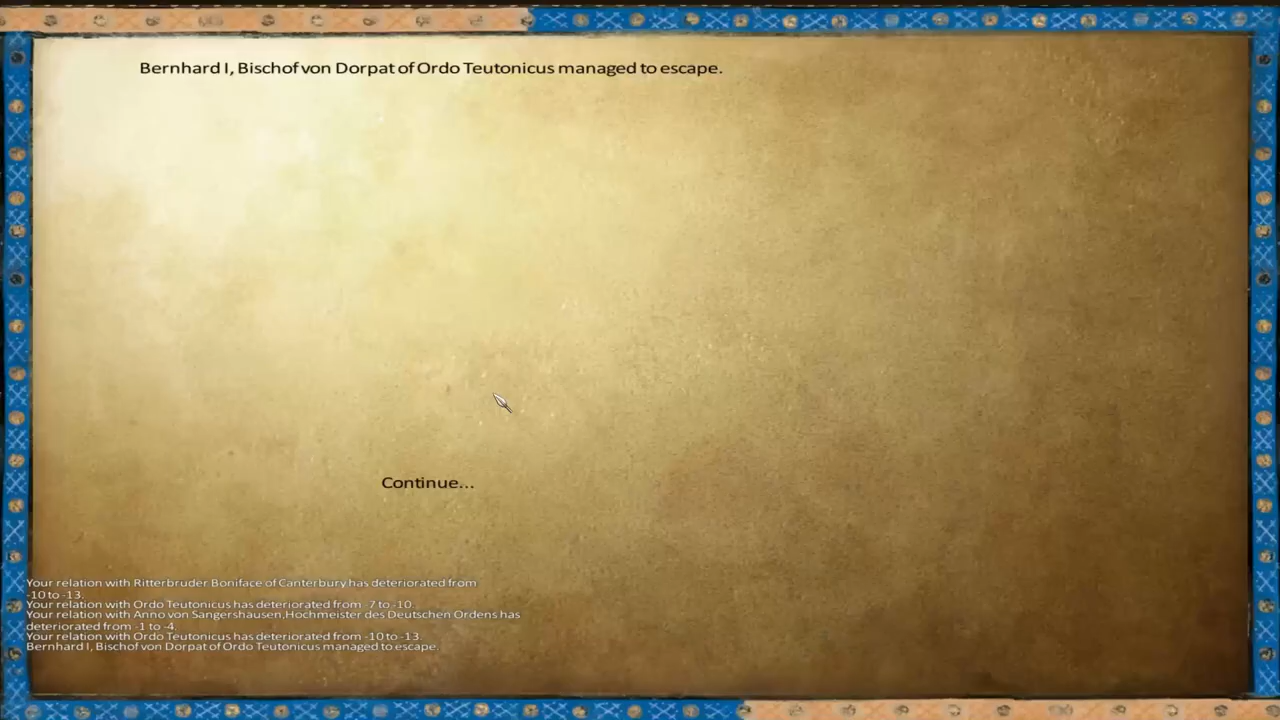 Bernhard I, Bischof von Dorpat of Ordo Teutonicus managed to escape.
Continue...
Your relation with Ritterbruder Boniface of Canterbury has deteriorated from
-10 to -13.
Your relation with Ordo Teutonicus has deteriorated from -7 to -10.
Your relation with Anno von Sangershausen,Hochmeister des Deutschen Ordens has
deteriorated from -1 to -4.
Your relation with Ordo Teutonicus has deteriorated from -10 to -13.
Bernhard I, Bischof von Dorpat of Ordo Teutonicus managed to escape.